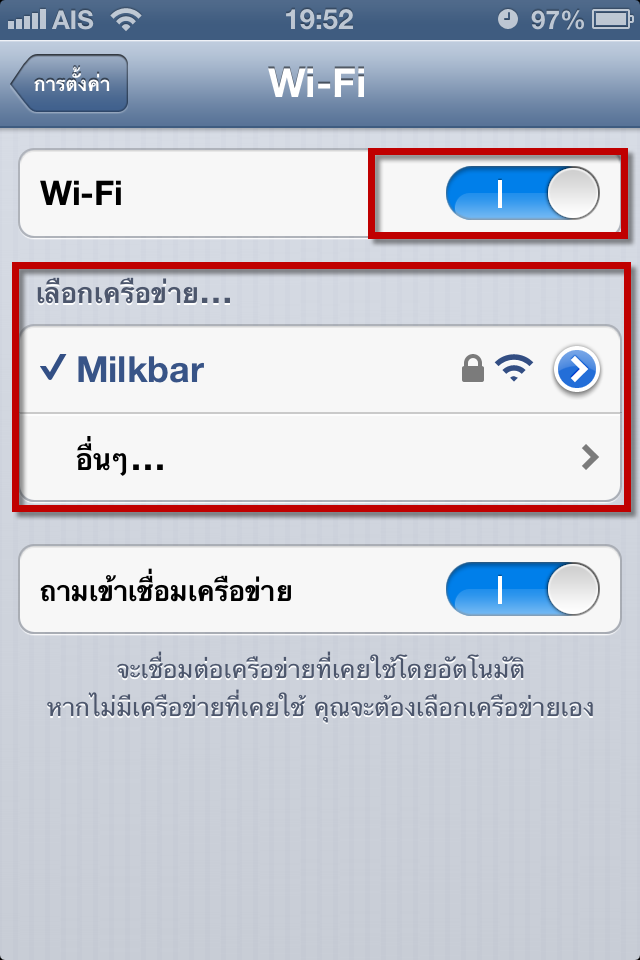 AIS 19:52 97%
การตั้งค่า Wi-Fi
Wi-Fi
เลือกเครือข่าย...
Milkbar
อื่นๆ...
ถามเข้าเชื่อมเครือข่าย
จะเชื่อมต่อเครือข่ายที่เคยใช้โดยอัตโนมัติ
หากไม่มีเครือข่ายที่เคยใช้ คุณจะต้องเลือกเครือข่ายเอง